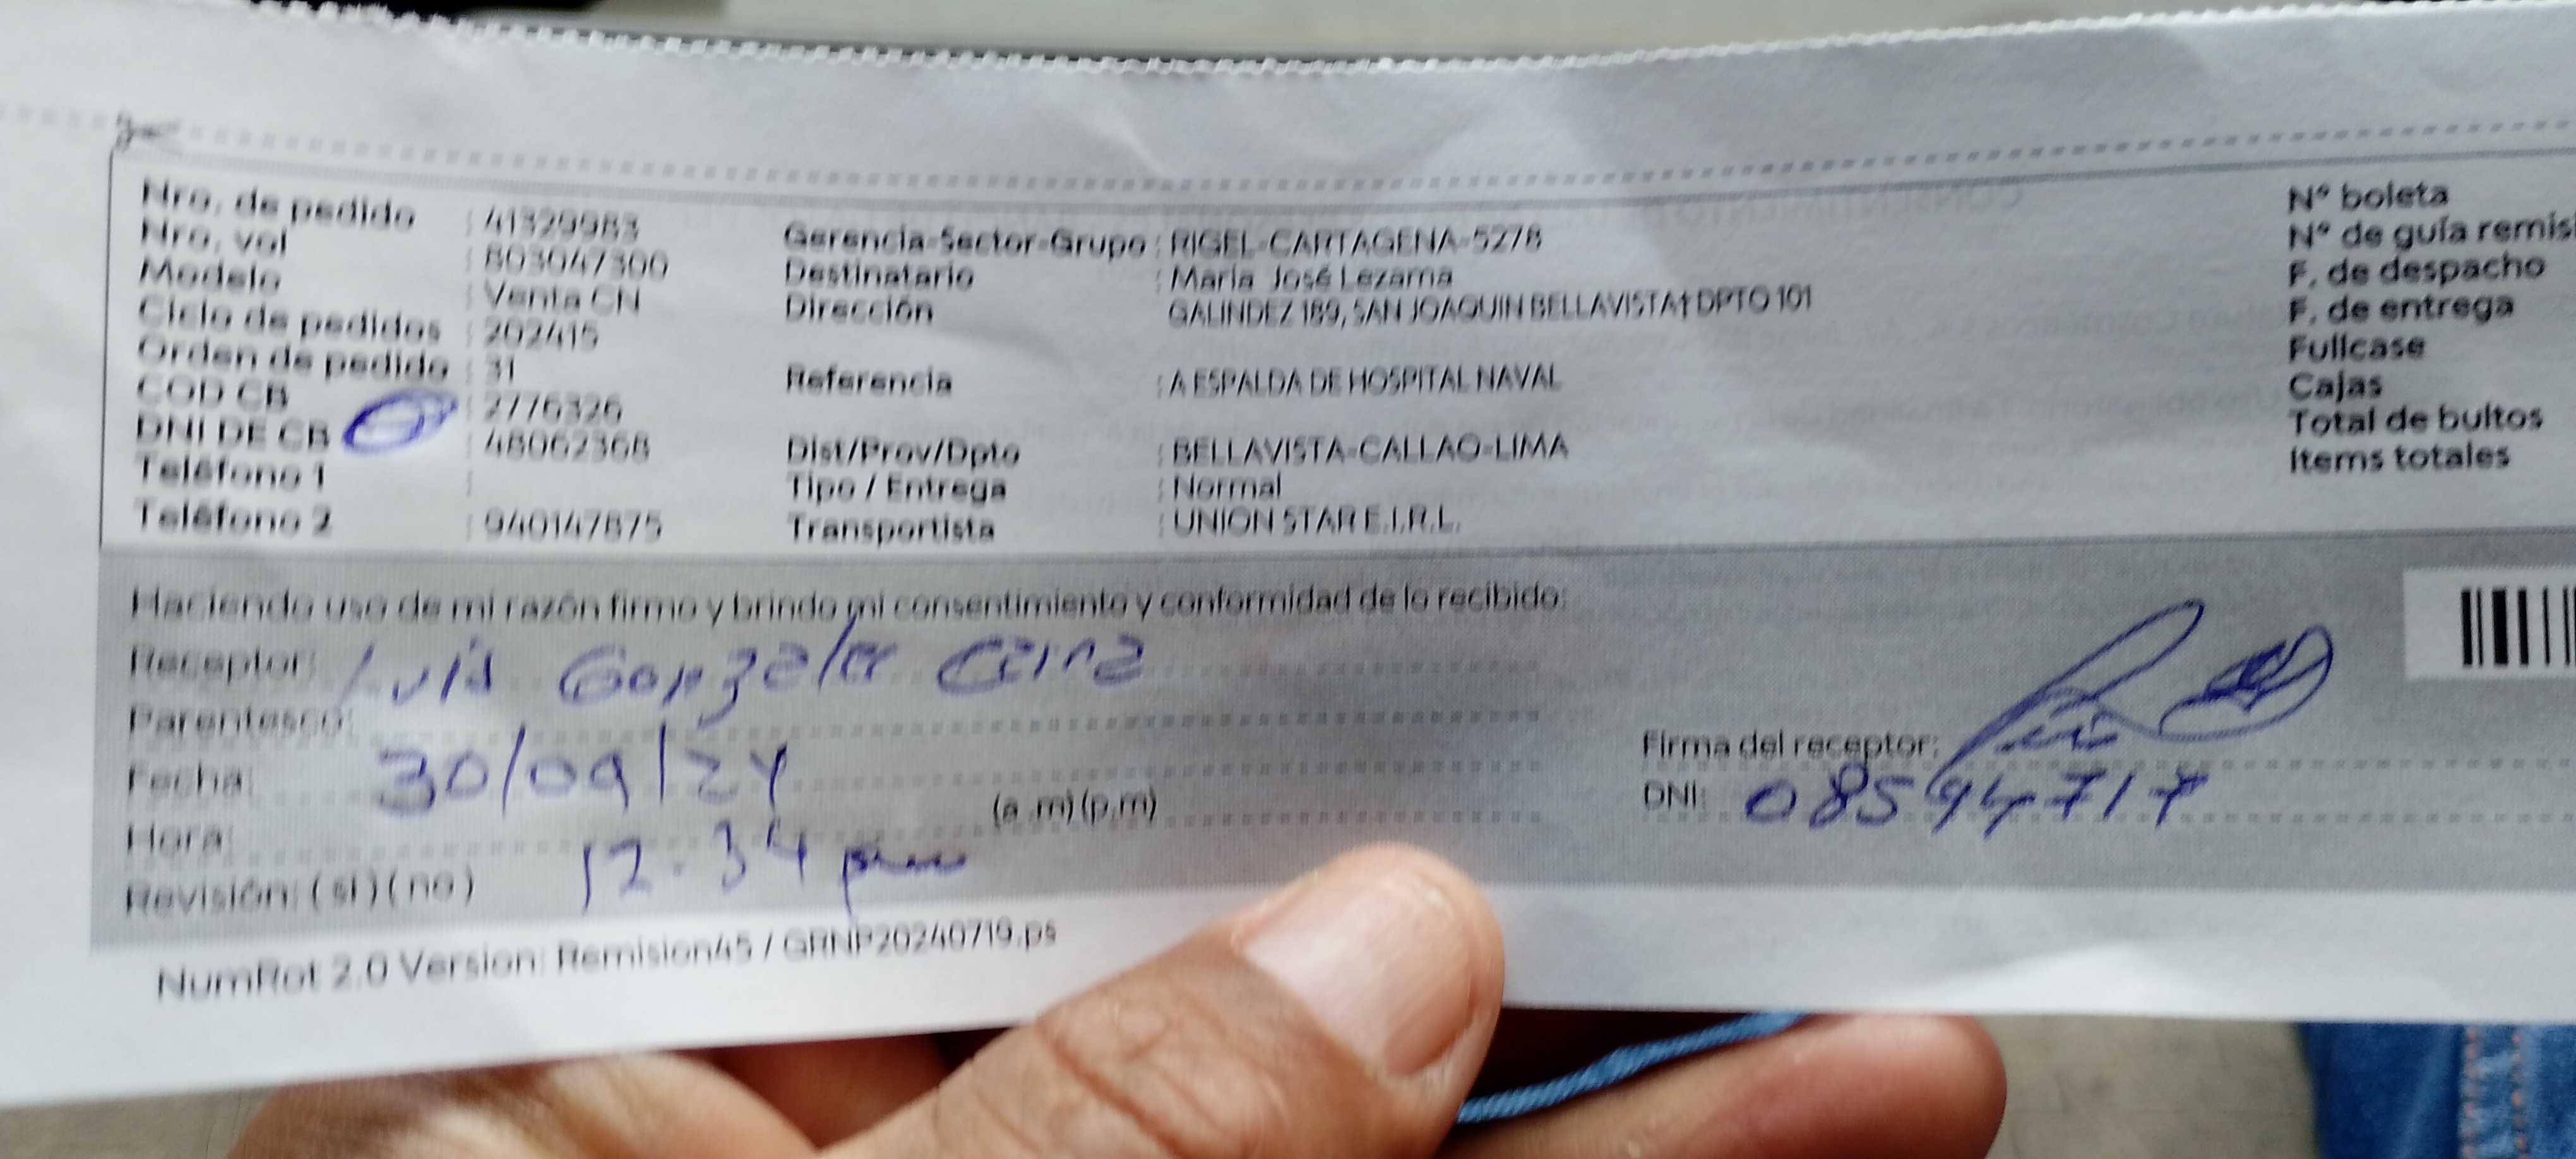 Nro. de pedido : 41329983
Nro. vol : 803047300
Modelo : Venta CN
Ciclo de pedidos : 202415
Orden de pedido : 31
COD CB : 2776326
DNI DE CB : 48062368
Teléfono 1 :
Teléfono 2 : 940147875
Gerencia-Sector-Grupo : RIGEL-CARTAGENA-5278
Destinatario : Maria José Lezama
Dirección : GALINDEZ 189, SAN JOAQUIN BELLAVISTA† DPTO 101
Referencia : A ESPALDA DE HOSPITAL NAVAL
Dist/Prov/Dpto : BELLAVISTA-CALLAO-LIMA
Tipo / Entrega : Normal
Transportista : UNION STAR E.I.R.L.
N° boleta
N° de guía
F. de despacho
F. de entrega
Fullcase
Cajas
Total de bultos
Items totales
Haciendo uso de mi razón firmo y brindo mi consentimiento y conformidad de lo recibido:
Receptor: Luis Gonzalez
Parentesco:
Fecha: 30/09/24
Hora: 12.34 pm (a.m) (p.m)
Revisión: (si) (no)
Firma del receptor:
DNI: 08594717
NumRot 2.0 Version: Remision45 / GRNP20240719.ps